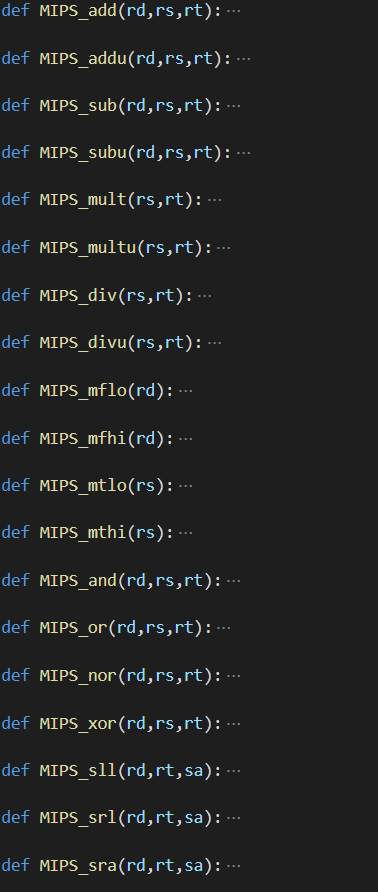 def MIPS_add(rd,rs,rt):···
def MIPS_addu(rd,rs,rt):···
def MIPS_sub(rd,rs,rt):···
def MIPS_subu(rd,rs,rt):···
def MIPS_mult(rs,rt):···
def MIPS_multu(rs,rt):···
def MIPS_div(rs,rt):···
def MIPS_divu(rs,rt):···
def MIPS_mflo(rd):···
def MIPS_mfhi(rd):···
def MIPS_mtlo(rs):···
def MIPS_mthi(rs):···
def MIPS_and(rd,rs,rt):···
def MIPS_or(rd,rs,rt):···
def MIPS_nor(rd,rs,rt):···
def MIPS_xor(rd,rs,rt):···
def MIPS_sll(rd,rt,sa):···
def MIPS_srl(rd,rt,sa):···
def MIPS_sra(rd,rt,sa):···